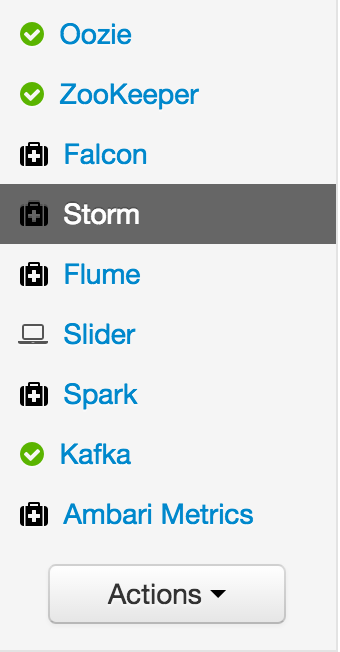 Oozie
ZooKeeper
Falcon
Storm
Flume
Slider
Spark
Kafka
Ambari Metrics
Actions